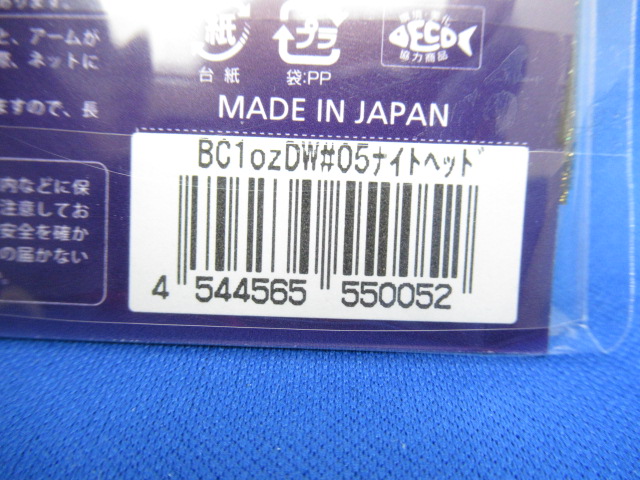 と、アームが
ネットに
ますので、長
紙
台紙
プラ
袋:PP
ECO
協力商品
MADE IN JAPAN
BC1ozDW#05ナイトヘッド
内などに保
注意してお
安全を確か
の届かない
い。
4 544565 550052